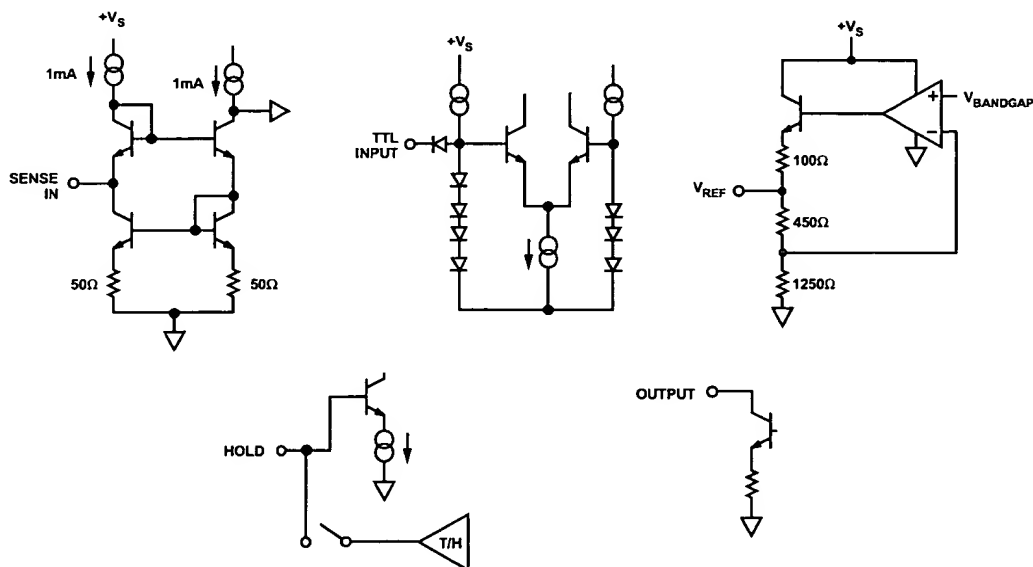 +VS
1mA
1mA
SENSE
IN
50Ω
50Ω
+VS
TTL
INPUT
+VS
+
−
VBANDGAP
100Ω
VREF
450Ω
1250Ω
HOLD
T/H
OUTPUT